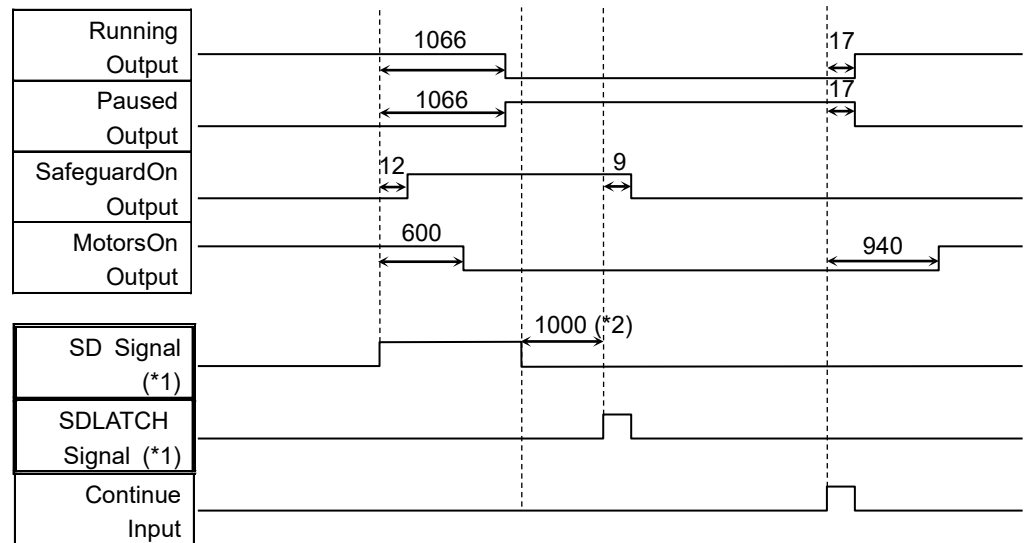 Running
Output
1066
17
Paused
Output
1066
17
SafeguardOn
Output
12
9
MotorsOn
Output
600
940
SD Signal
(*1)
1000 (*2)
SDLATCH
Signal (*1)
Continue
Input